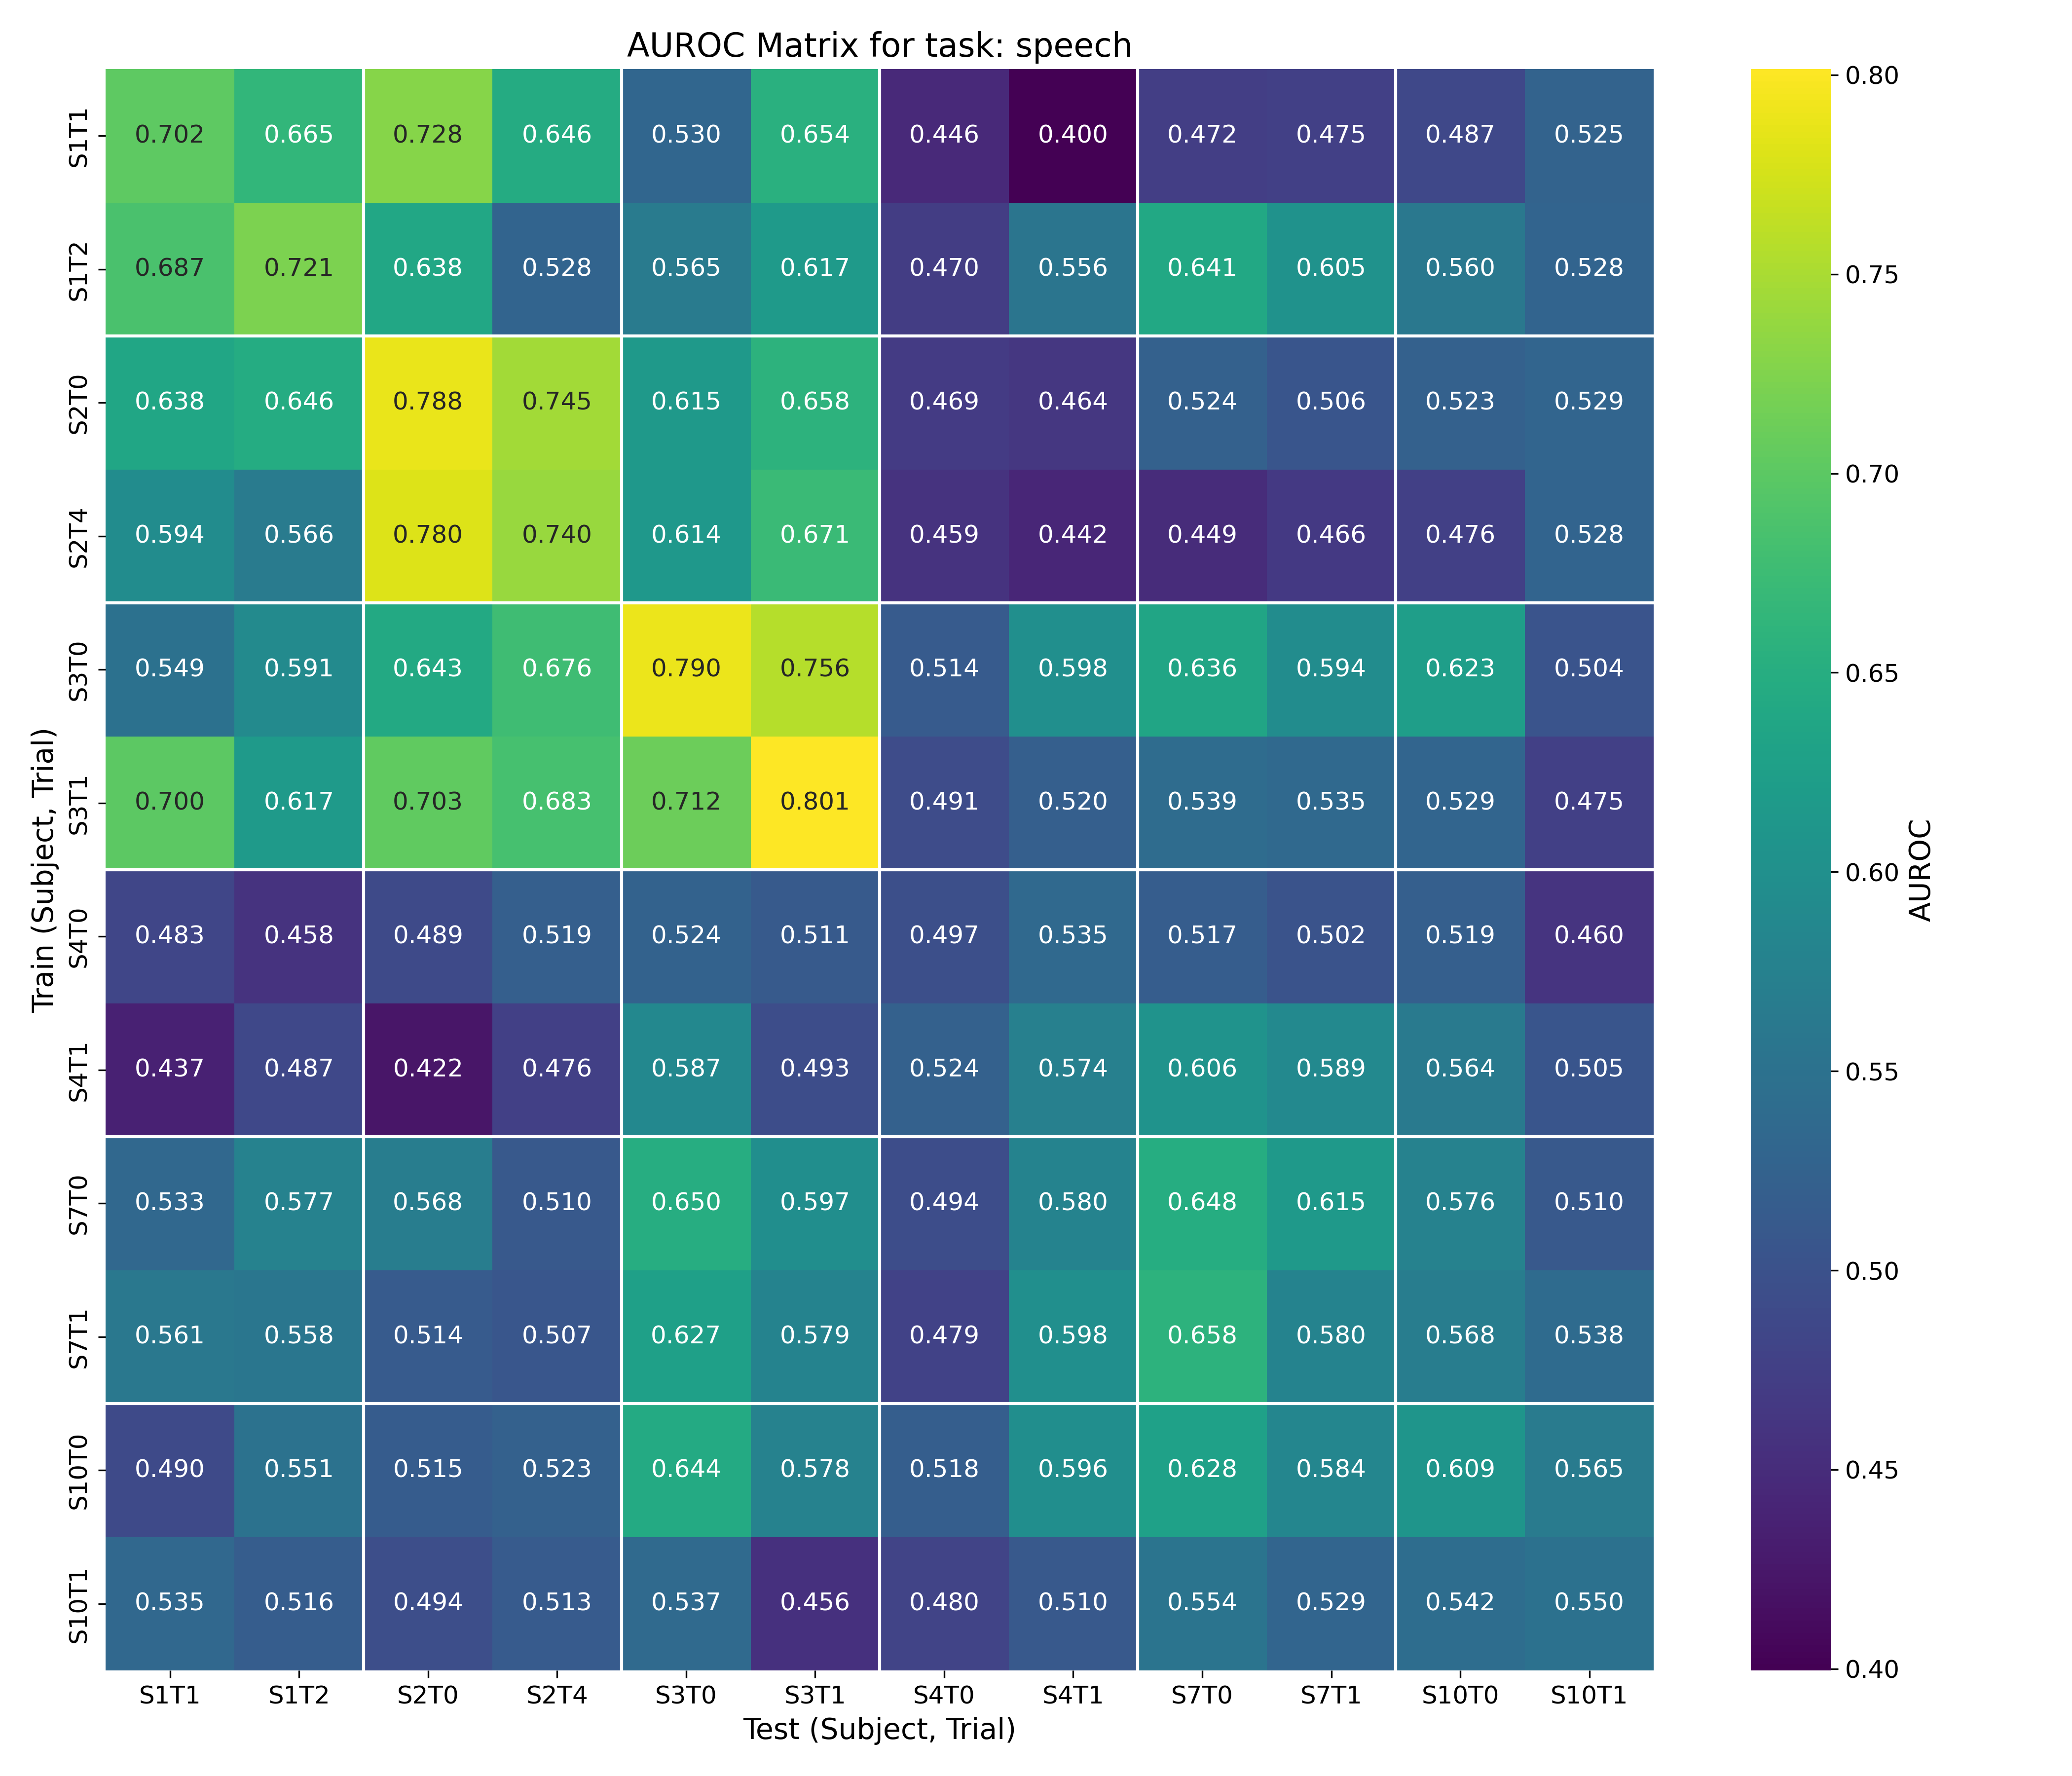 AUROC Matrix for task: speech
S1T1 0.702 0.665 0.728 0.646 0.530 0.654 0.446 0.400 0.472 0.475 0.487 0.525
S1T2 0.687 0.721 0.638 0.528 0.565 0.617 0.470 0.556 0.641 0.605 0.560 0.528
S2T0 0.638 0.646 0.788 0.745 0.615 0.658 0.469 0.464 0.524 0.506 0.523 0.529
S2T4 0.594 0.566 0.780 0.740 0.614 0.671 0.459 0.442 0.449 0.466 0.476 0.528
S3T0 0.549 0.591 0.643 0.676 0.790 0.756 0.514 0.598 0.636 0.594 0.623 0.504
S3T1 0.700 0.617 0.703 0.683 0.712 0.801 0.491 0.520 0.539 0.535 0.529 0.475
S4T0 0.483 0.458 0.489 0.519 0.524 0.511 0.497 0.535 0.517 0.502 0.519 0.460
S4T1 0.437 0.487 0.422 0.476 0.587 0.493 0.524 0.574 0.606 0.589 0.564 0.505
S7T0 0.533 0.577 0.568 0.510 0.650 0.597 0.494 0.580 0.648 0.615 0.576 0.510
S7T1 0.561 0.558 0.514 0.507 0.627 0.579 0.479 0.598 0.658 0.580 0.568 0.538
S10T0 0.490 0.551 0.515 0.523 0.644 0.578 0.518 0.596 0.628 0.584 0.609 0.565
S10T1 0.535 0.516 0.494 0.513 0.537 0.456 0.480 0.510 0.554 0.529 0.542 0.550
S1T1 S1T2 S2T0 S2T4 S3T0 S3T1 S4T0 S4T1 S7T0 S7T1 S10T0 S10T1
Test (Subject, Trial)
Train (Subject, Trial)
0.80
0.75
0.70
0.65
0.60
0.55
0.50
0.45
0.40
AUROC